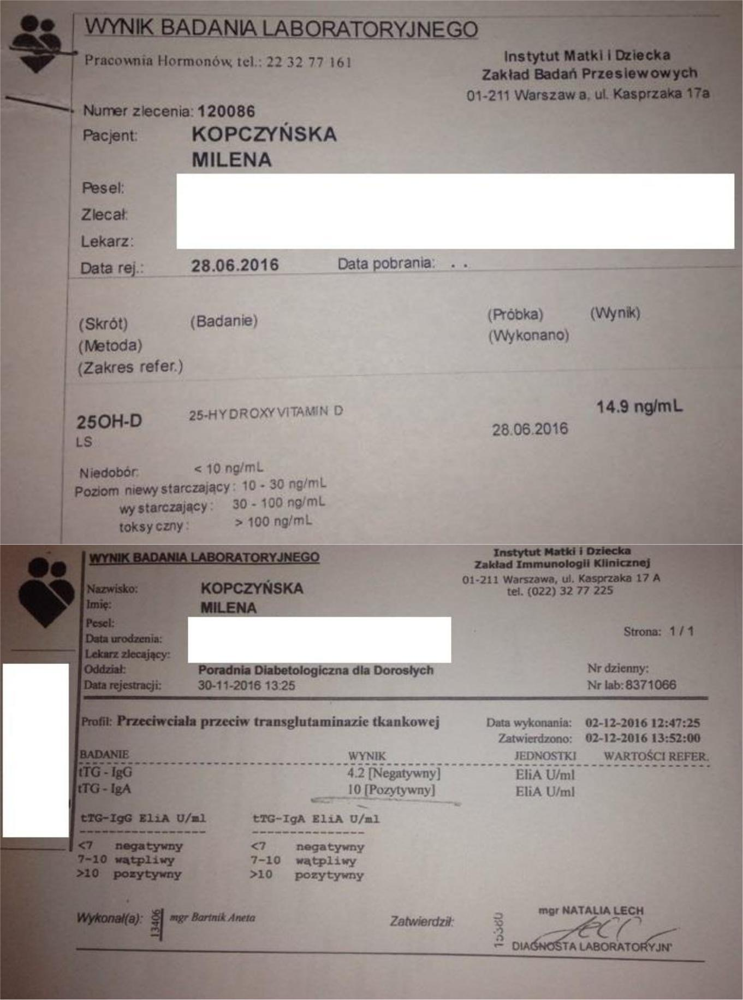 WYNIK BADANIA LABORATORYJNEGO
Pracownia Hormonów, tel.: 22 32 77 161
Instytut Matki i Dziecka
Zakład Badań Przesiewowych
01-211 Warszawa, ul. Kasprzaka 17a
Numer zlecenia: 120086
Pacjent: KOPCZYŃSKA
MILENA
Pesel:
Zlecał:
Lekarz:
Data rej.: 28.06.2016 Data pobrania: . .
(Skrót) (Badanie) (Próbka) (Wynik)
(Metoda) (Wykonano)
(Zakres refer.)
25OH-D 25-HYDROXYVITAMIN D 14.9 ng/mL
LS 28.06.2016
Niedobór: < 10 ng/mL
Poziom niewystarczający: 10 - 30 ng/mL
wystarczający: 30 - 100 ng/mL
toksyczny: > 100 ng/mL
WYNIK BADANIA LABORATORYJNEGO
Instytut Matki i Dziecka
Zakład Immunologii Klinicznej
01-211 Warszawa, ul. Kasprzaka 17 A
tel. (022) 32 77 225
Nazwisko: KOPCZYŃSKA
Imię: MILENA
Pesel:
Data urodzenia: Strona: 1 / 1
Lekarz zlecający:
Oddział: Poradnia Diabetologiczna dla Dorosłych Nr dzienny:
Data rejestracji: 30-11-2016 13:25 Nr lab: 8371066
Profil: Przeciwciała przeciw transglutaminazie tkankowej Data wykonania: 02-12-2016 12:47:25
Zatwierdzono: 02-12-2016 13:52:00
BADANIE WYNIK JEDNOSTKI WARTOŚCI REFER.
tTG - IgG 4.2 [Negatywny] EliA U/ml
tTG - IgA 10 [Pozytywny] EliA U/ml
tTG-IgG EliA U/ml tTG-IgA EliA U/ml
<7 negatywny <7 negatywny
7-10 wątpliwy 7-10 wątpliwy
>10 pozytywny >10 pozytywny
Wykonał(a): 13406 mgr Bartnik Aneta Zatwierdził: 15380 mgr NATALIA LECH
DIAGNOSTA LABORATORYJN